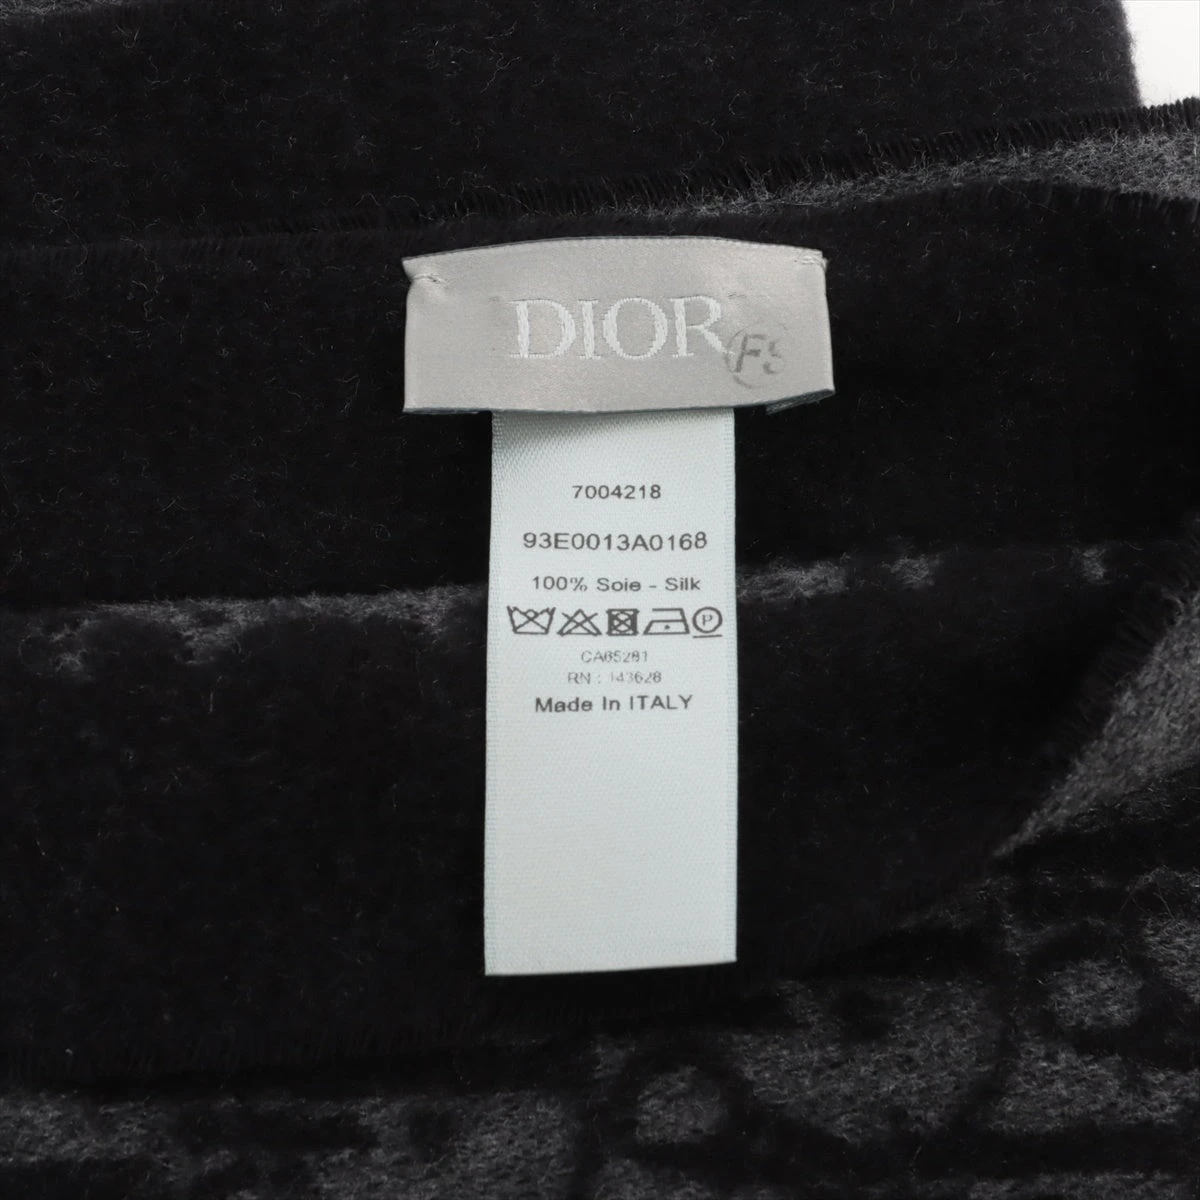 DIOR
7004218
93E0013A0168
100% Soie - Silk
P
CA65281
RN : 143628
Made In ITALY